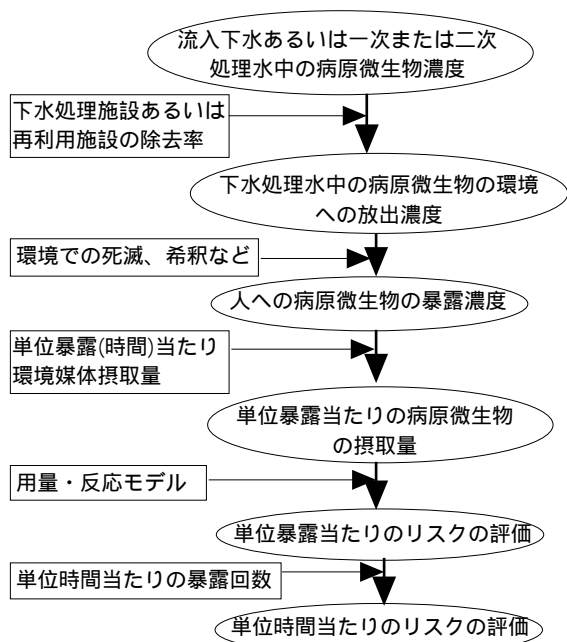 流入下水あるいは一次または二次
処理水中の病原微生物濃度
下水処理施設あるいは
再利用施設の除去率
下水処理水中の病原微生物の環境
への放出濃度
環境での死滅、希釈など
人への病原微生物の暴露濃度
単位暴露(時間)当たり
環境媒体摂取量
単位暴露当たりの病原微生物
の摂取量
用量・反応モデル
単位暴露当たりのリスクの評価
単位時間当たりの暴露回数
単位時間当たりのリスクの評価